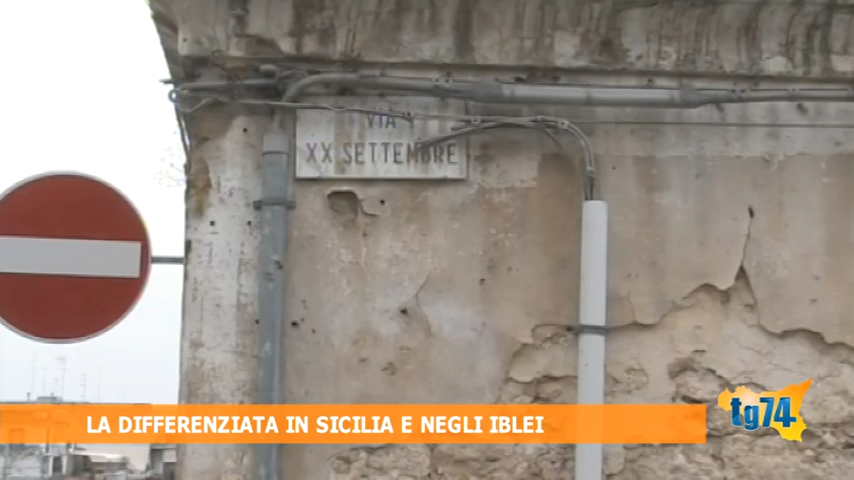 VIA
XX SETTEMBRE
LA DIFFERENZIATA IN SICILIA E NEGLI IBLEI
tg74